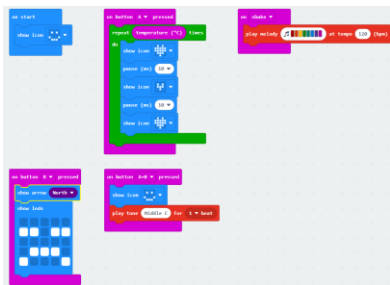 on start
show icon
on button A pressed
repeat temperature (°C) times
do
show icon
pause (ms) 10
show icon
pause (ms) 10
show icon
on shake
play melody at tempo 120 (bpm)
on button B pressed
show arrow North
show leds
on button A+B pressed
show icon
play tone Middle C for 1 beat